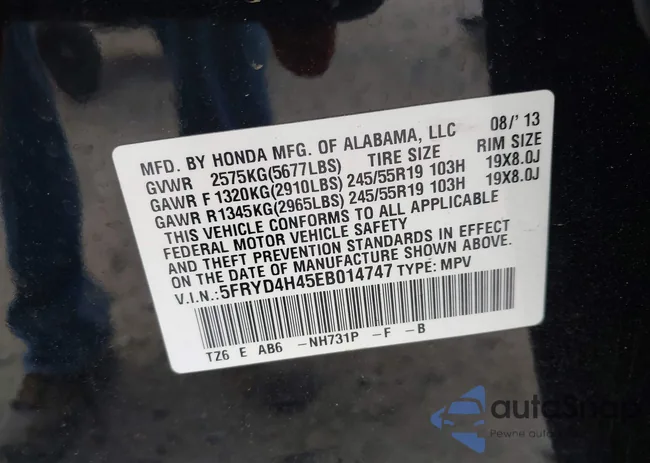 MFD. BY HONDA MFG. OF ALABAMA, LLC 08/'13
GVWR 2575KG(5677LBS) TIRE SIZE RIM SIZE
GAWR F 1320KG(2910LBS) 245/55R19 103H 19X8.0J
GAWR R1345KG(2965LBS) 245/55R19 103H 19X8.0J
THIS VEHICLE CONFORMS TO ALL APPLICABLE
FEDERAL MOTOR VEHICLE SAFETY
AND THEFT PREVENTION STANDARDS IN EFFECT
ON THE DATE OF MANUFACTURE SHOWN ABOVE.
V.I.N.:5FRYD4H45EB014747 TYPE: MPV
TZ6 E AB6 -NH731P -F -B
autoSnap
Pewne auto